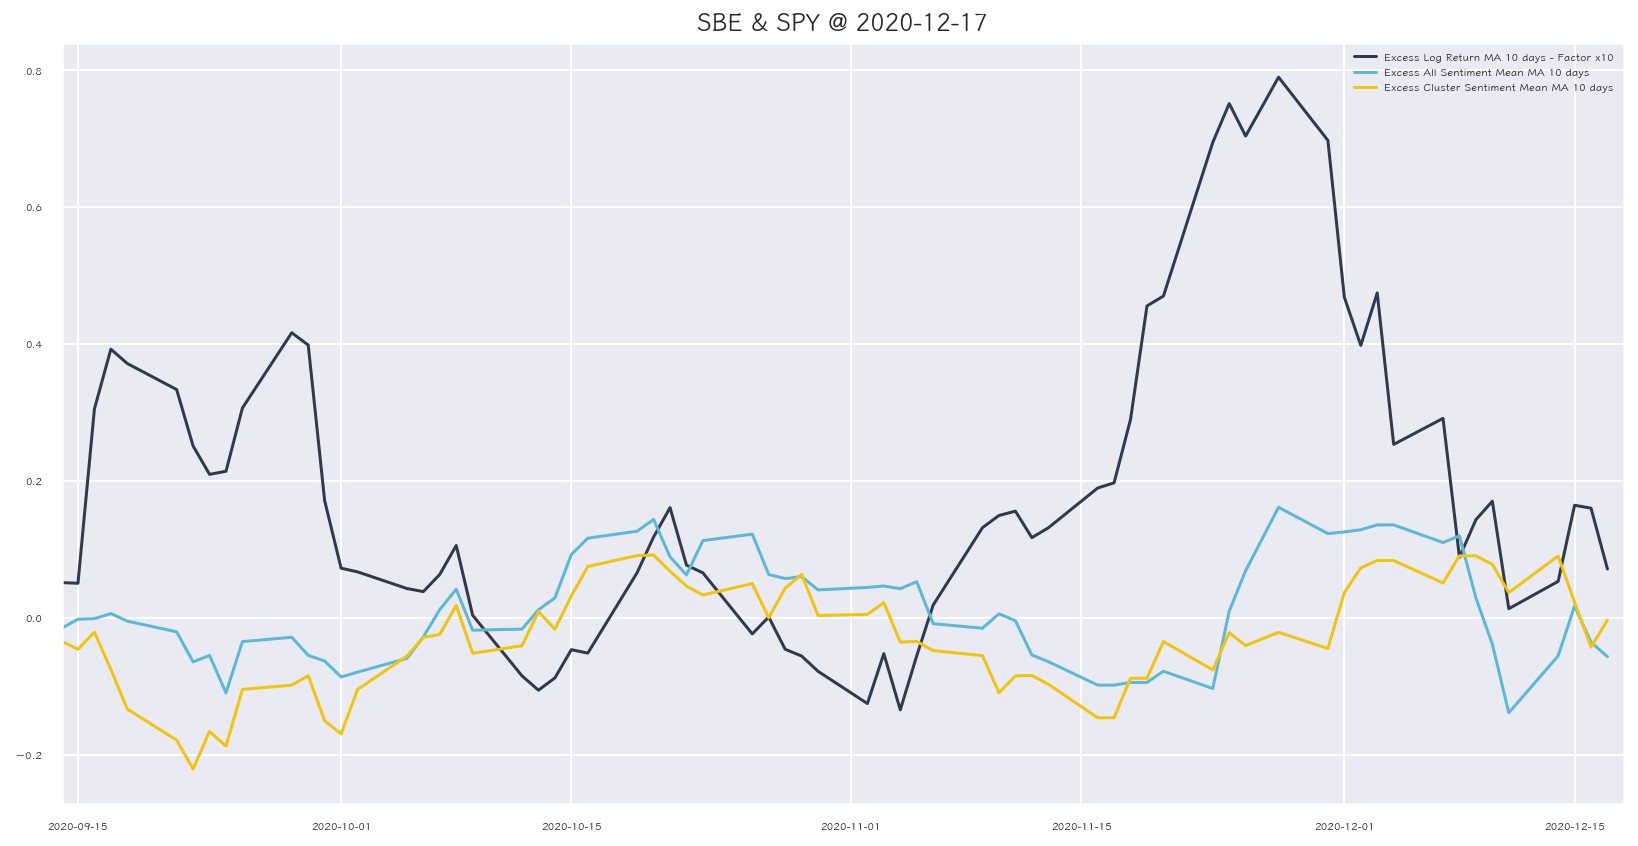 SBE & SPY @ 2020-12-17
Excess Log Return MA 10 days - Factor x10
Excess All Sentiment Mean MA 10 days
Excess Cluster Sentiment Mean MA 10 days
0.8
0.6
0.4
0.2
0.0
−0.2
2020-09-15 2020-10-01 2020-10-15 2020-11-01 2020-11-15 2020-12-01 2020-12-15